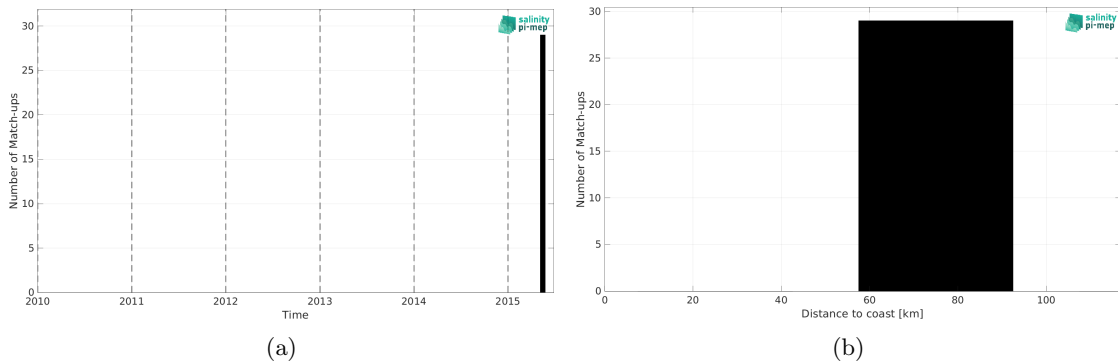 salinity
pi-mep
30
25
20
15
10
5
0
Number of Match-ups
2010
2011
2012
2013
2014
2015
Time
(a)
salinity
pi-mep
30
25
20
15
10
5
0
Number of Match-ups
0
20
40
60
80
100
Distance to coast [km]
(b)